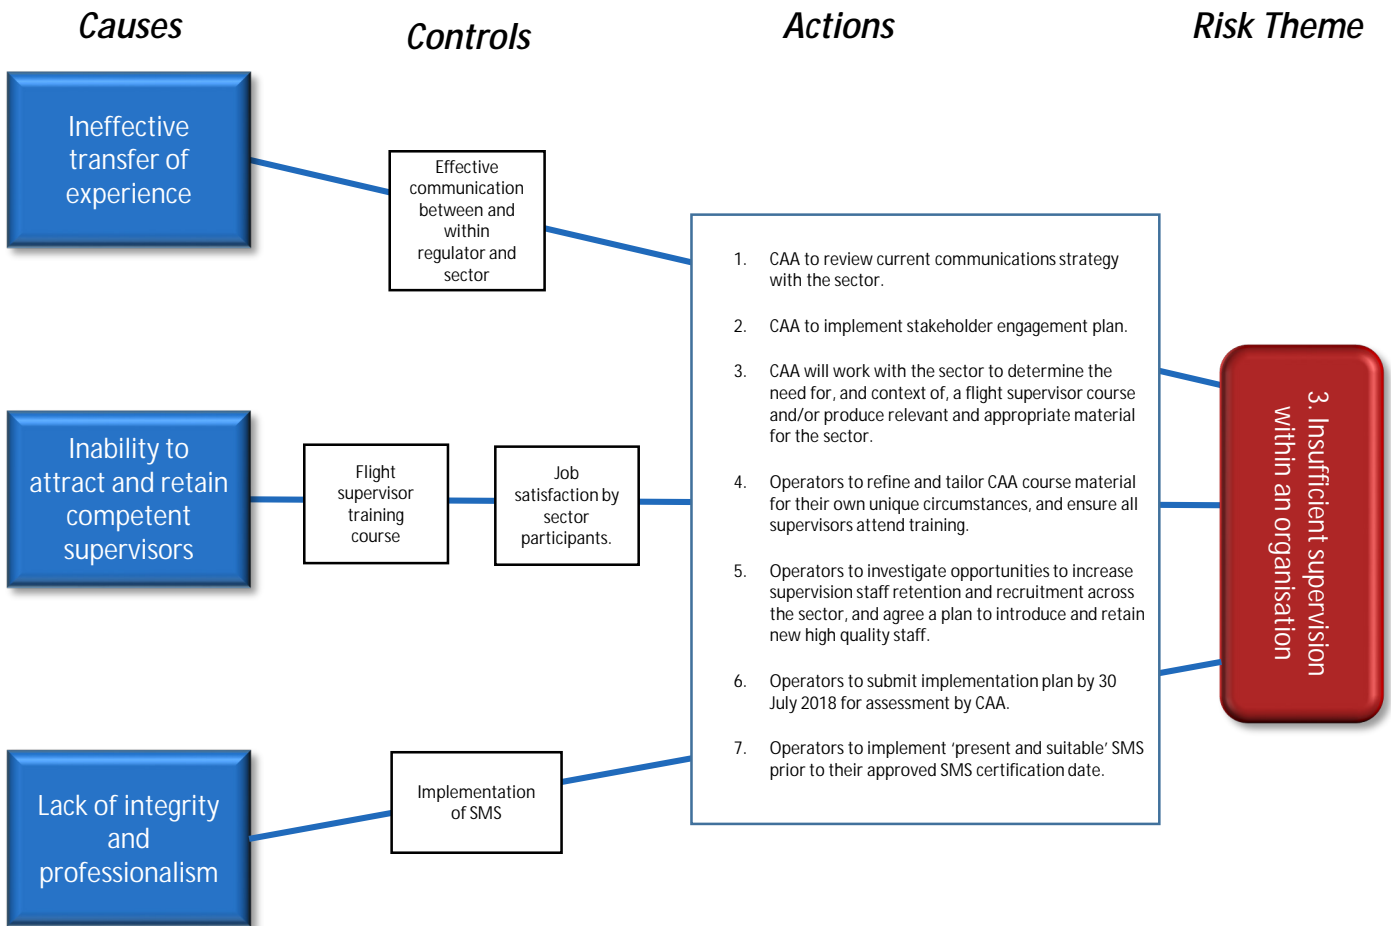 Causes
Controls
Actions
Risk Theme
Ineffective
transfer of
experience
Effective
communication
between and
within
regulator and
sector
Inability to
attract and retain
competent
supervisors
Flight
supervisor
training
course
Job
satisfaction by
sector
participants.
Lack of integrity
and
professionalism
Implementation
of SMS
1. CAA to review current communications strategy
with the sector.
2. CAA to implement stakeholder engagement plan.
3. CAA will work with the sector to determine the
need for, and context of, a flight supervisor course
and/or produce relevant and appropriate material
for the sector.
4. Operators to refine and tailor CAA course material
for their own unique circumstances, and ensure all
supervisors attend training.
5. Operators to investigate opportunities to increase
supervision staff retention and recruitment across
the sector, and agree a plan to introduce and retain
new high quality staff.
6. Operators to submit implementation plan by 30
July 2018 for assessment by CAA.
7. Operators to implement ‘present and suitable’ SMS
prior to their approved SMS certification date.
3. Insufficient supervision
within an organisation